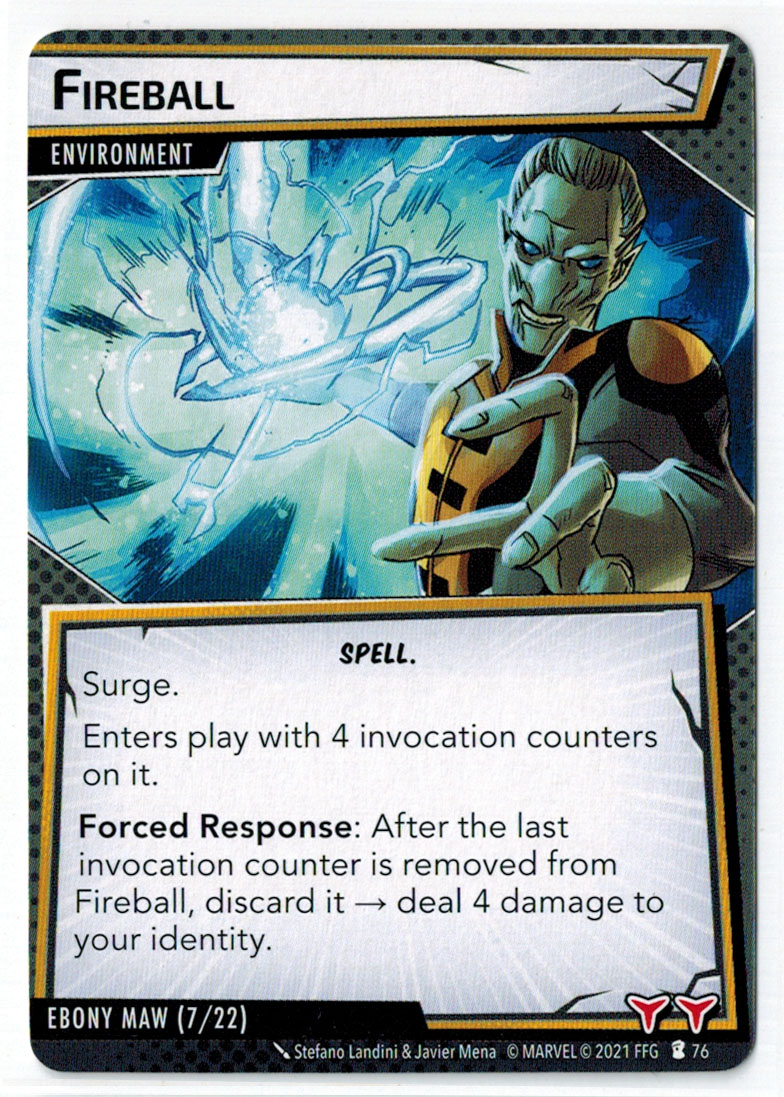 FIREBALL
ENVIRONMENT
SPELL.
Surge.
Enters play with 4 invocation counters
on it.
Forced Response: After the last
invocation counter is removed from
Fireball, discard it → deal 4 damage to
your identity.
EBONY MAW (7/22)
Stefano Landini & Javier Mena © MARVEL © 2021 FFG 76